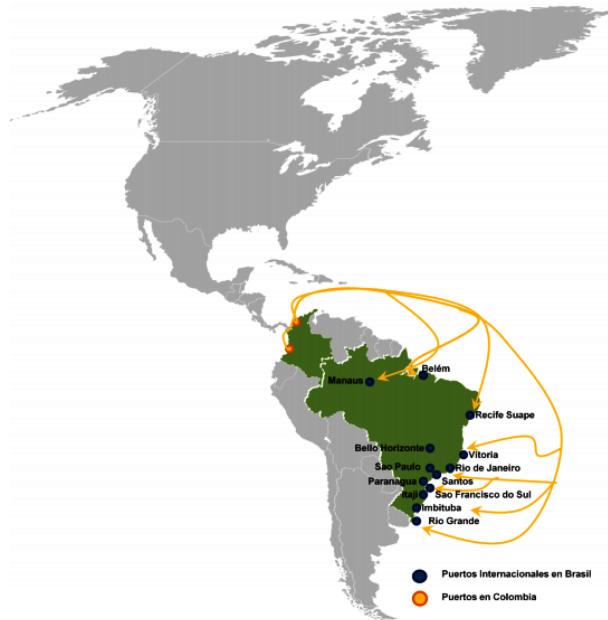 Belém
Manaus
Recife Suape
Bello Horizonte
Vitoria
Sao Paulo
Rio de Janeiro
Paranagua
Santos
Itaji
Sao Francisco do Sul
Imbituba
Rio Grande
Puertos Internacionales en Brasil
Puertos en Colombia